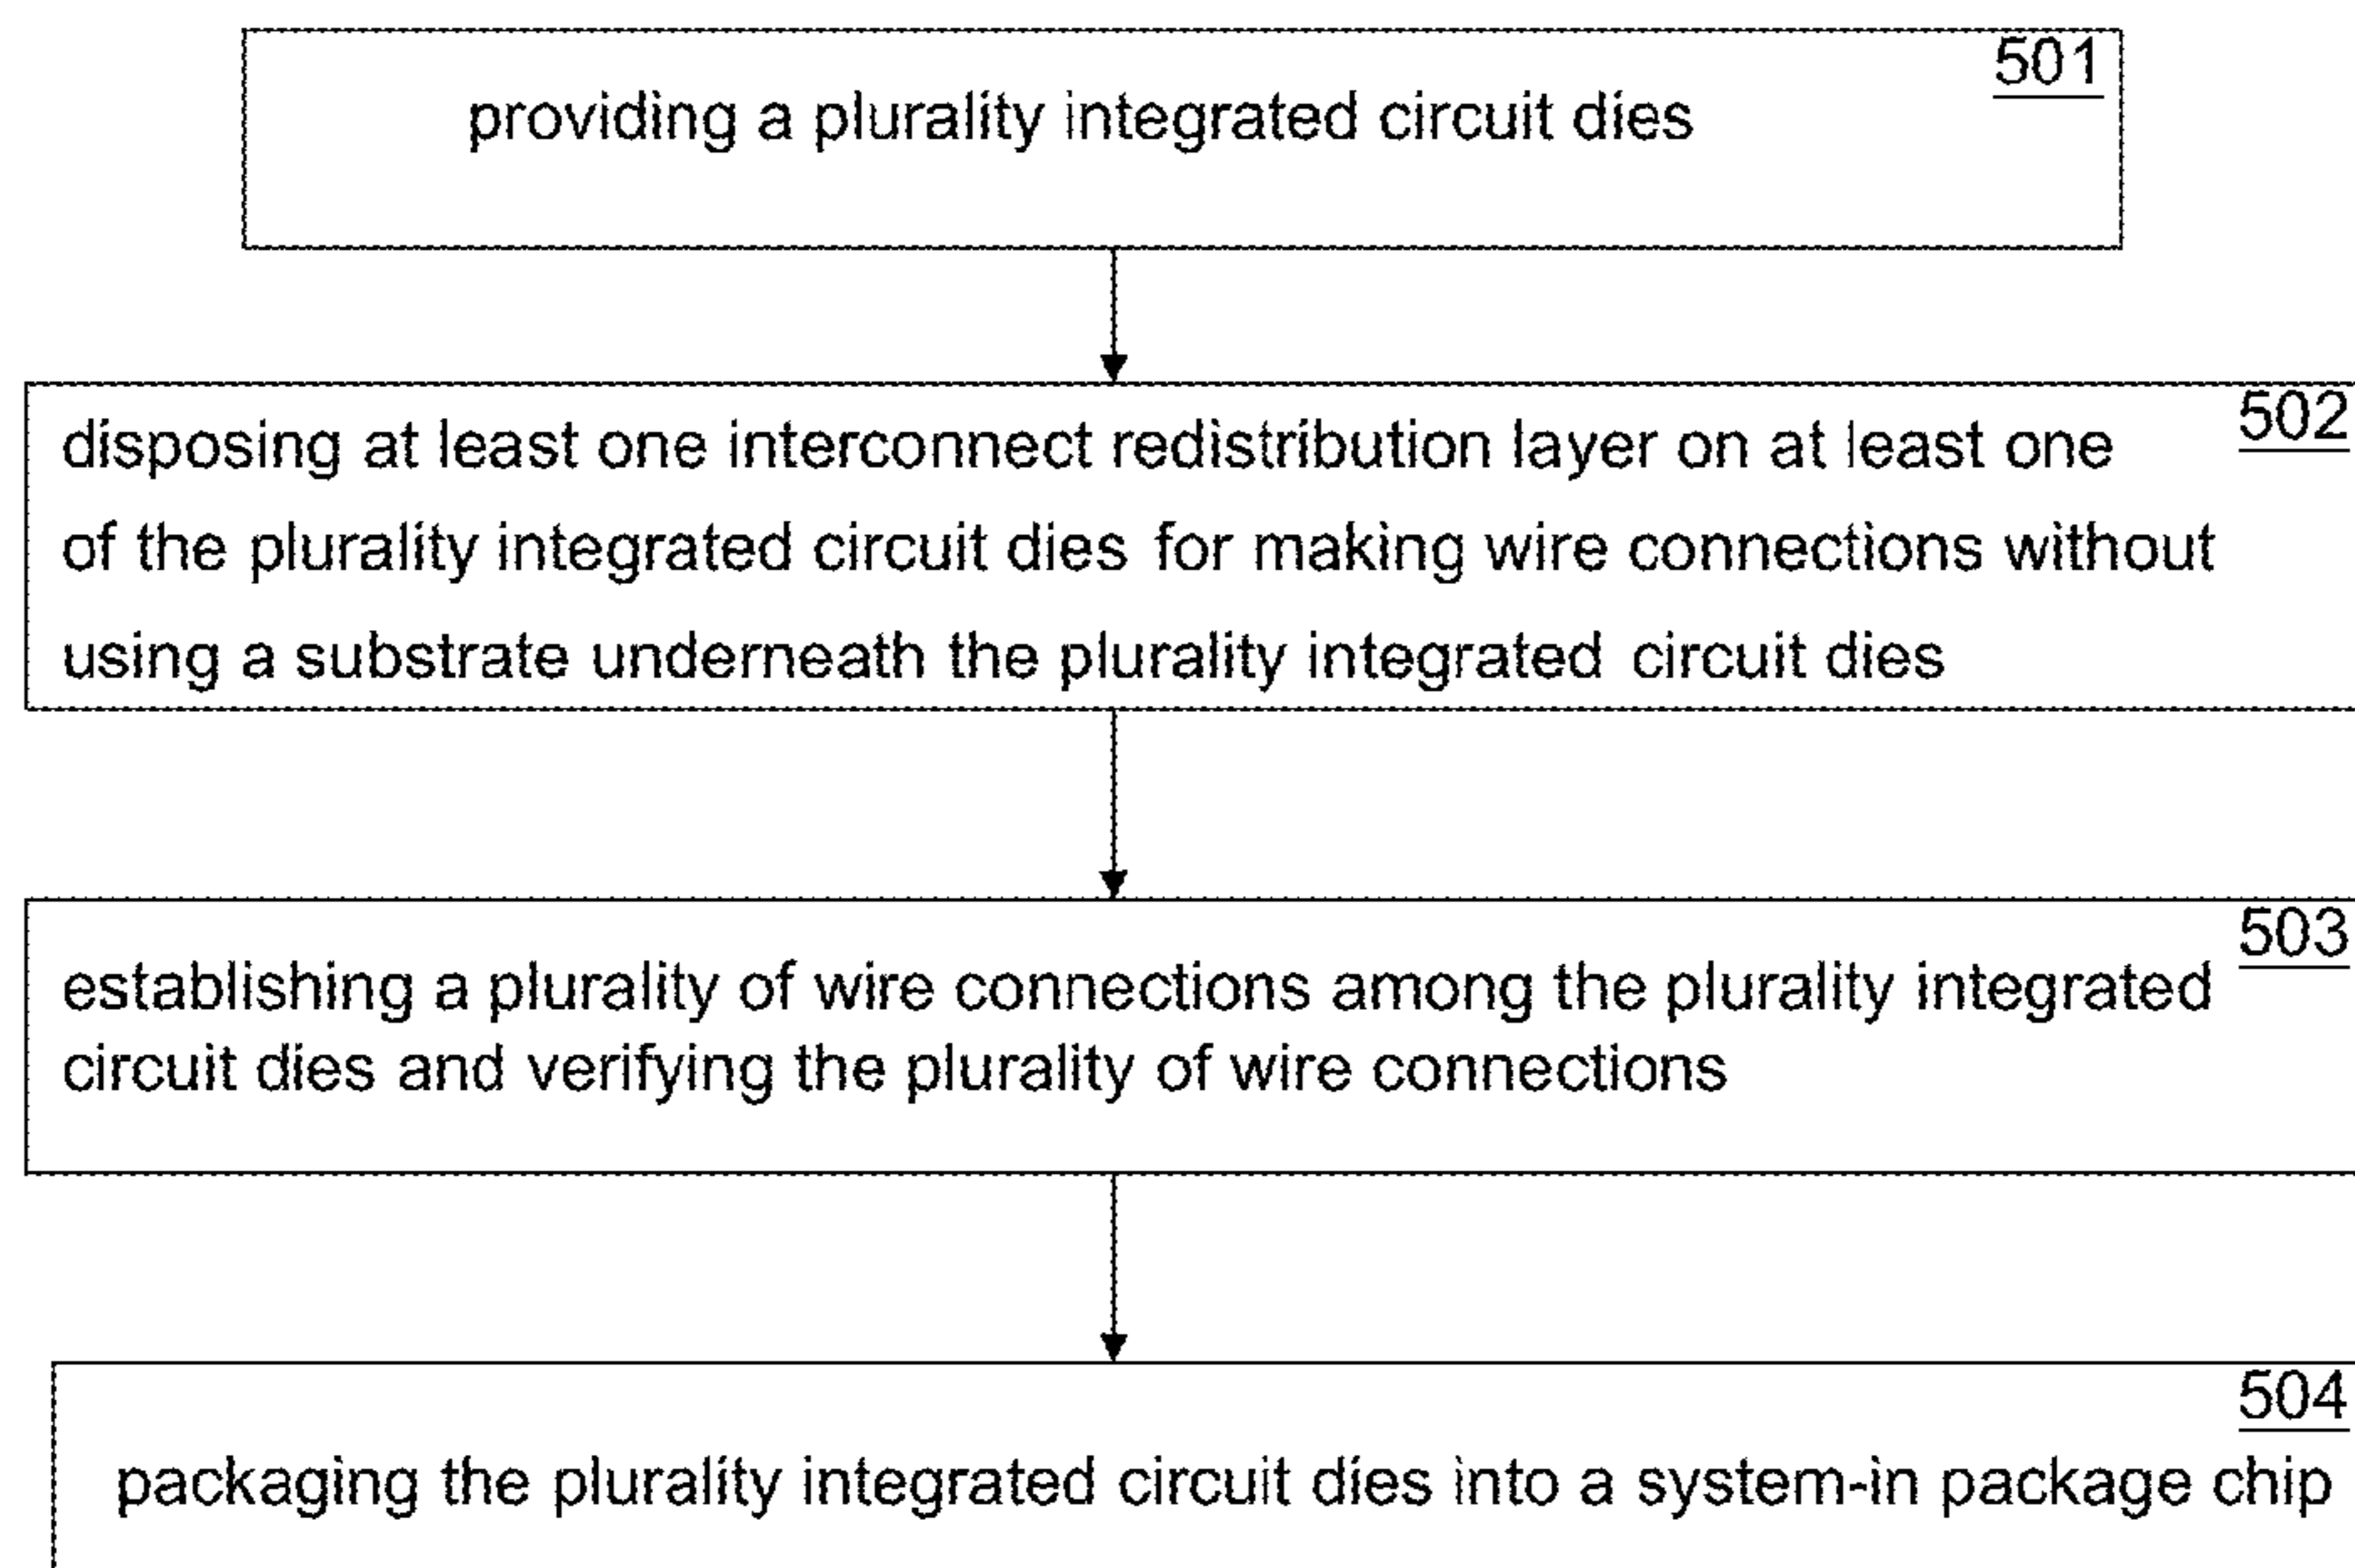 501
providing a plurality integrated circuit dies
502
disposing at least one interconnect redistribution layer on at least one
of the plurality integrated circuit dies for making wire connections without
using a substrate underneath the plurality integrated circuit dies
503
establishing a plurality of wire connections among the plurality integrated
circuit dies and verifying the plurality of wire connections
504
packaging the plurality integrated circuit dies into a system-in package chip